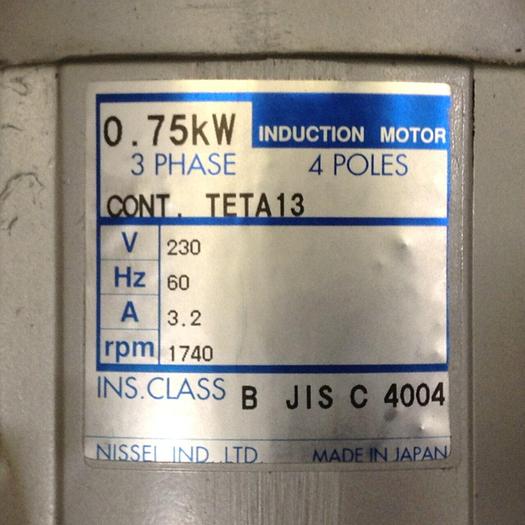 0.75kW INDUCTION MOTOR
3 PHASE 4 POLES
CONT. TETA13
V 230
Hz 60
A 3.2
rpm 1740
INS.CLASS B JIS C 4004
NISSEI IND.,LTD. MADE IN JAPAN